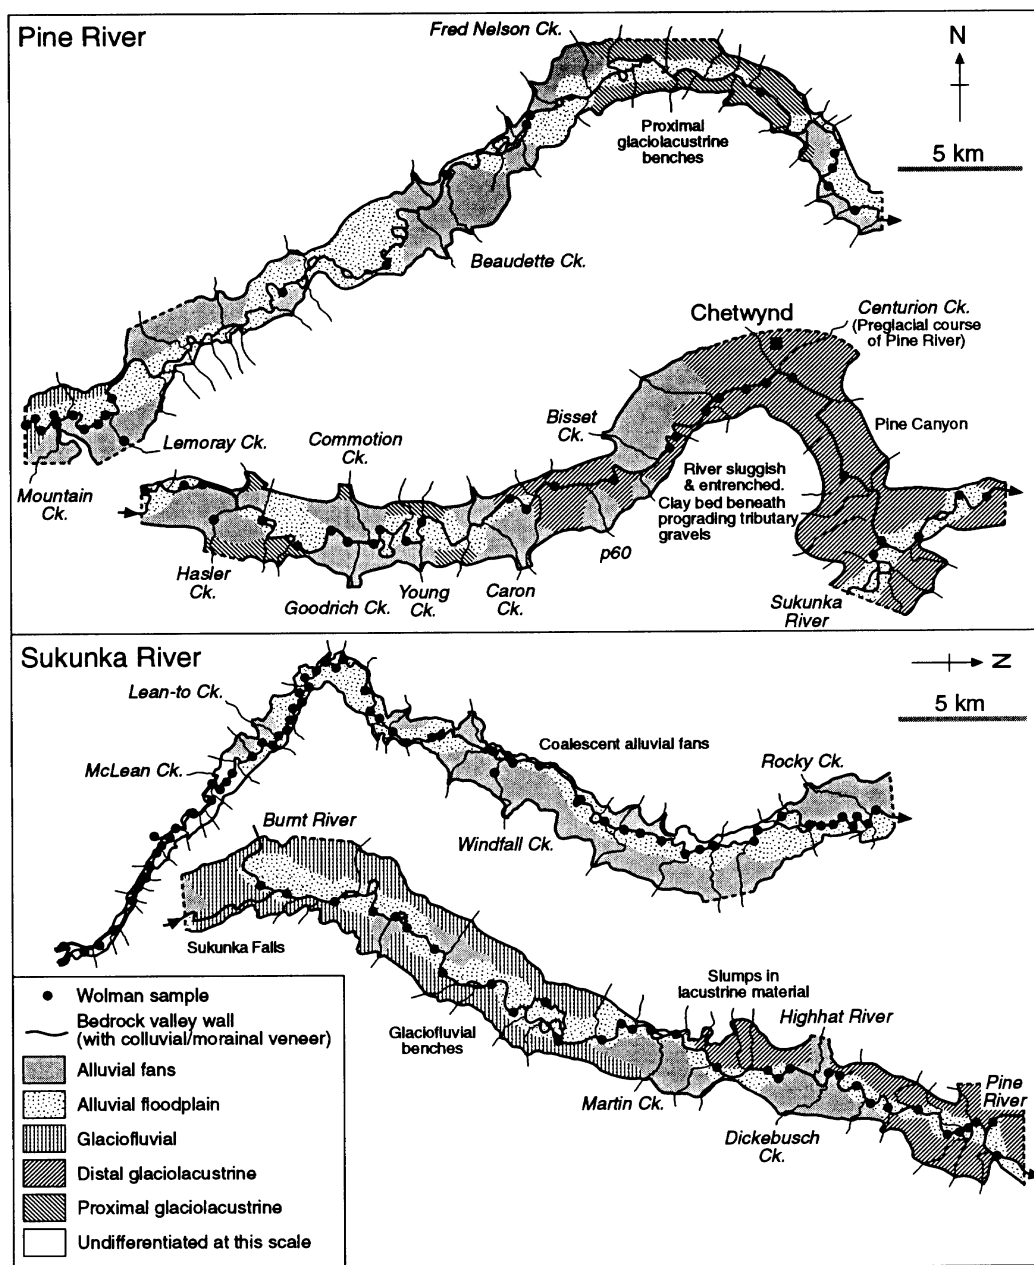 Pine River
Fred Nelson Ck.
N
5 km
Proximal
glaciolacustrine
benches
Beaudette Ck.
Chetwynd
Centurion Ck.
(Preglacial course
of Pine River)
Lemoray Ck.
Mountain
Ck.
Commotion
Ck.
Bisset
Ck.
Pine Canyon
River sluggish
& entrenched.
Clay bed beneath
prograding tributary
gravels
p60
Hasler
Ck.
Goodrich Ck.
Young
Ck.
Caron
Ck.
Sukunka
River
Sukunka River
N
5 km
Lean-to Ck.
McLean Ck.
Coalescent alluvial fans
Rocky Ck.
Burnt River
Windfall Ck.
Sukunka Falls
Slumps in
lacustrine material
Highhat River
Glaciofluvial
benches
Martin Ck.
Dickebusch
Ck.
Pine
River
Wolman sample
Bedrock valley wall
(with colluvial/morainal veneer)
Alluvial fans
Alluvial floodplain
Glaciofluvial
Distal glaciolacustrine
Proximal glaciolacustrine
Undifferentiated at this scale